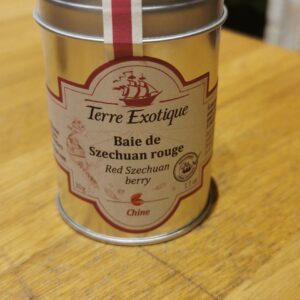 Terre Exotique
Baie de
Szechuan rouge
Red Szechuan
berry
Chine